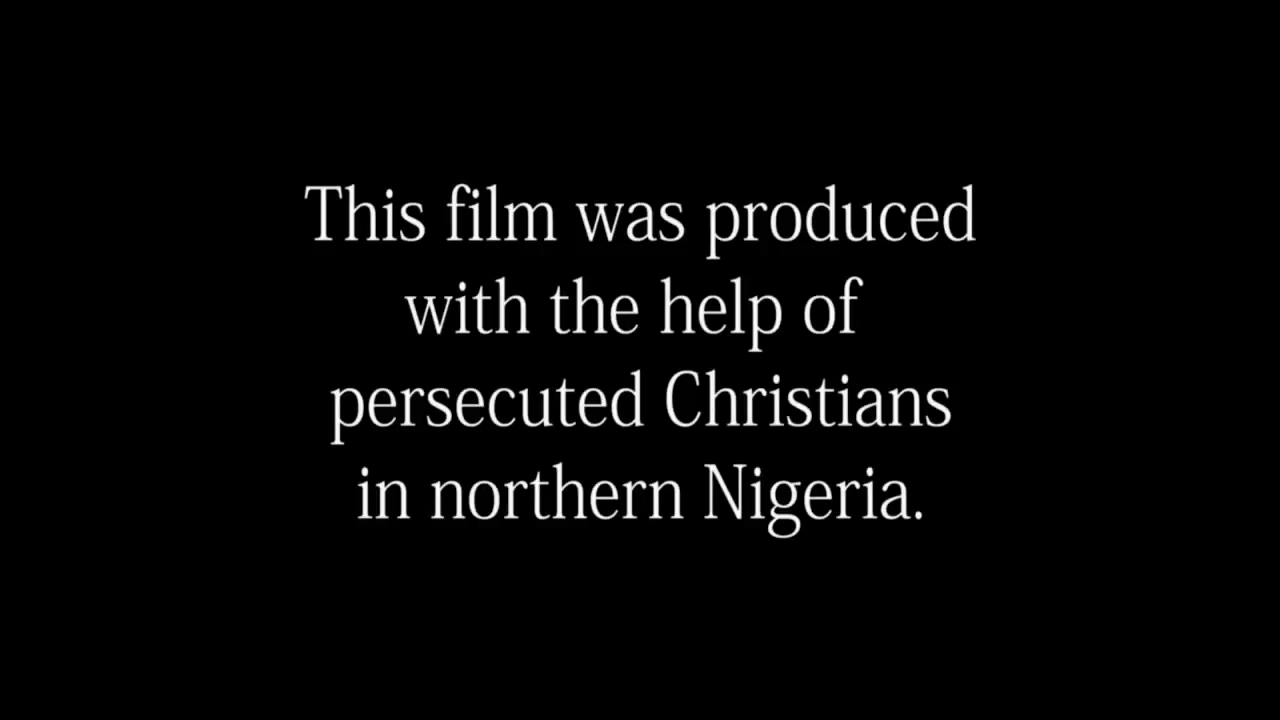 This film was produced
with the help of
persecuted Christians
in northern Nigeria.